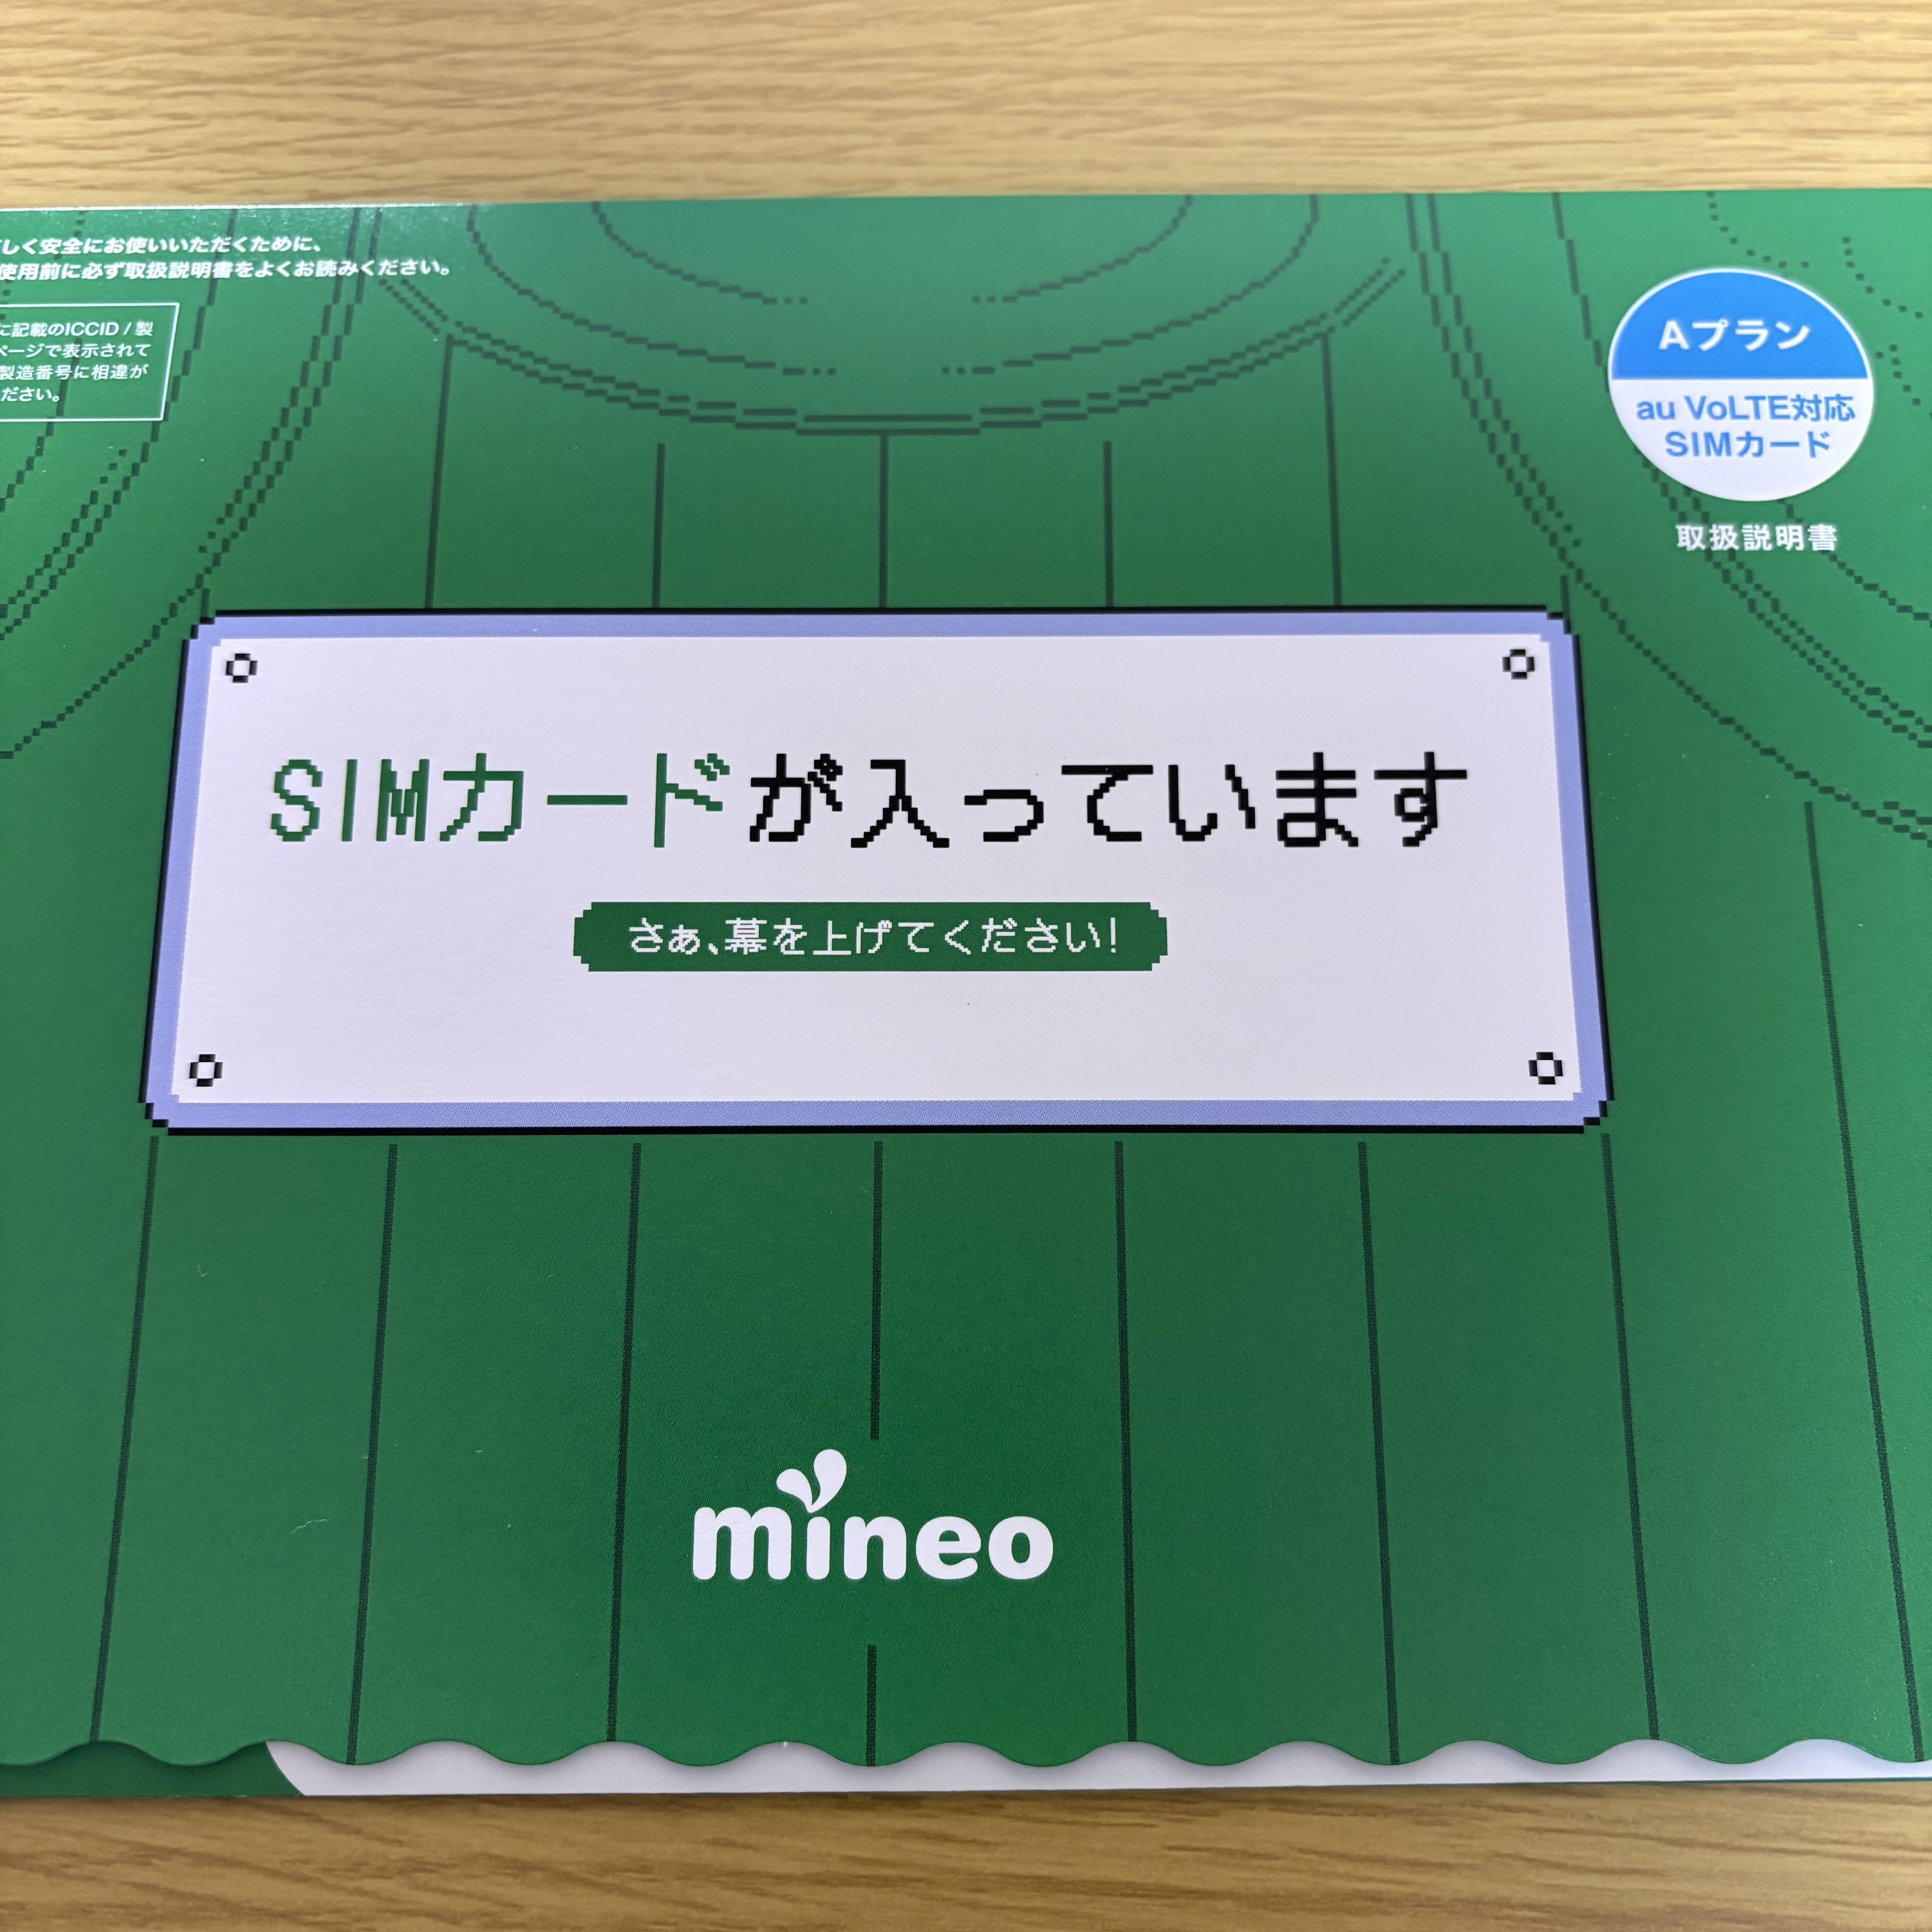 しく安全にお使いいただくために、
使用前に必ず取扱説明書をよくお読みください。
に記載のICCID / 製
ページで表示されて
製造番号に相違が
ださい。
Aプラン
au VoLTE対応
SIMカード
取扱説明書
SIMカードが入っています
さぁ、幕を上げてください!
mineo